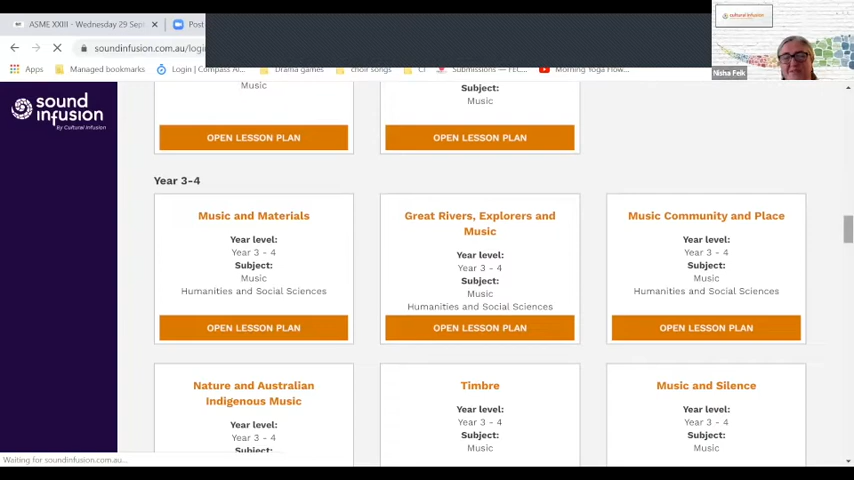 ASME XXIII - Wednesday 29 Sep
Post
cultural infusion
soundinfusion.com.au/logi
Nisha Feik
Apps
Managed bookmarks
Login | Compass
Drama games
choir songs
CI
Submissions — FEC...
Morning Yoga Flow...
sound
infusion
By Cultural Infusion
Music
Subject:
Music
OPEN LESSON PLAN
OPEN LESSON PLAN
Year 3-4
Music and Materials
Year level:
Year 3 - 4
Subject:
Music
Humanities and Social Sciences
OPEN LESSON PLAN
Great Rivers, Explorers and
Music
Year level:
Year 3 - 4
Subject:
Music
Humanities and Social Sciences
OPEN LESSON PLAN
Music Community and Place
Year level:
Year 3 - 4
Subject:
Music
Humanities and Social Sciences
OPEN LESSON PLAN
Nature and Australian
Indigenous Music
Year level:
Year 3 - 4
Subject:
Timbre
Year level:
Year 3 - 4
Subject:
Music
Music and Silence
Year level:
Year 3 - 4
Subject:
Music
Waiting for soundinfusion.com.au...